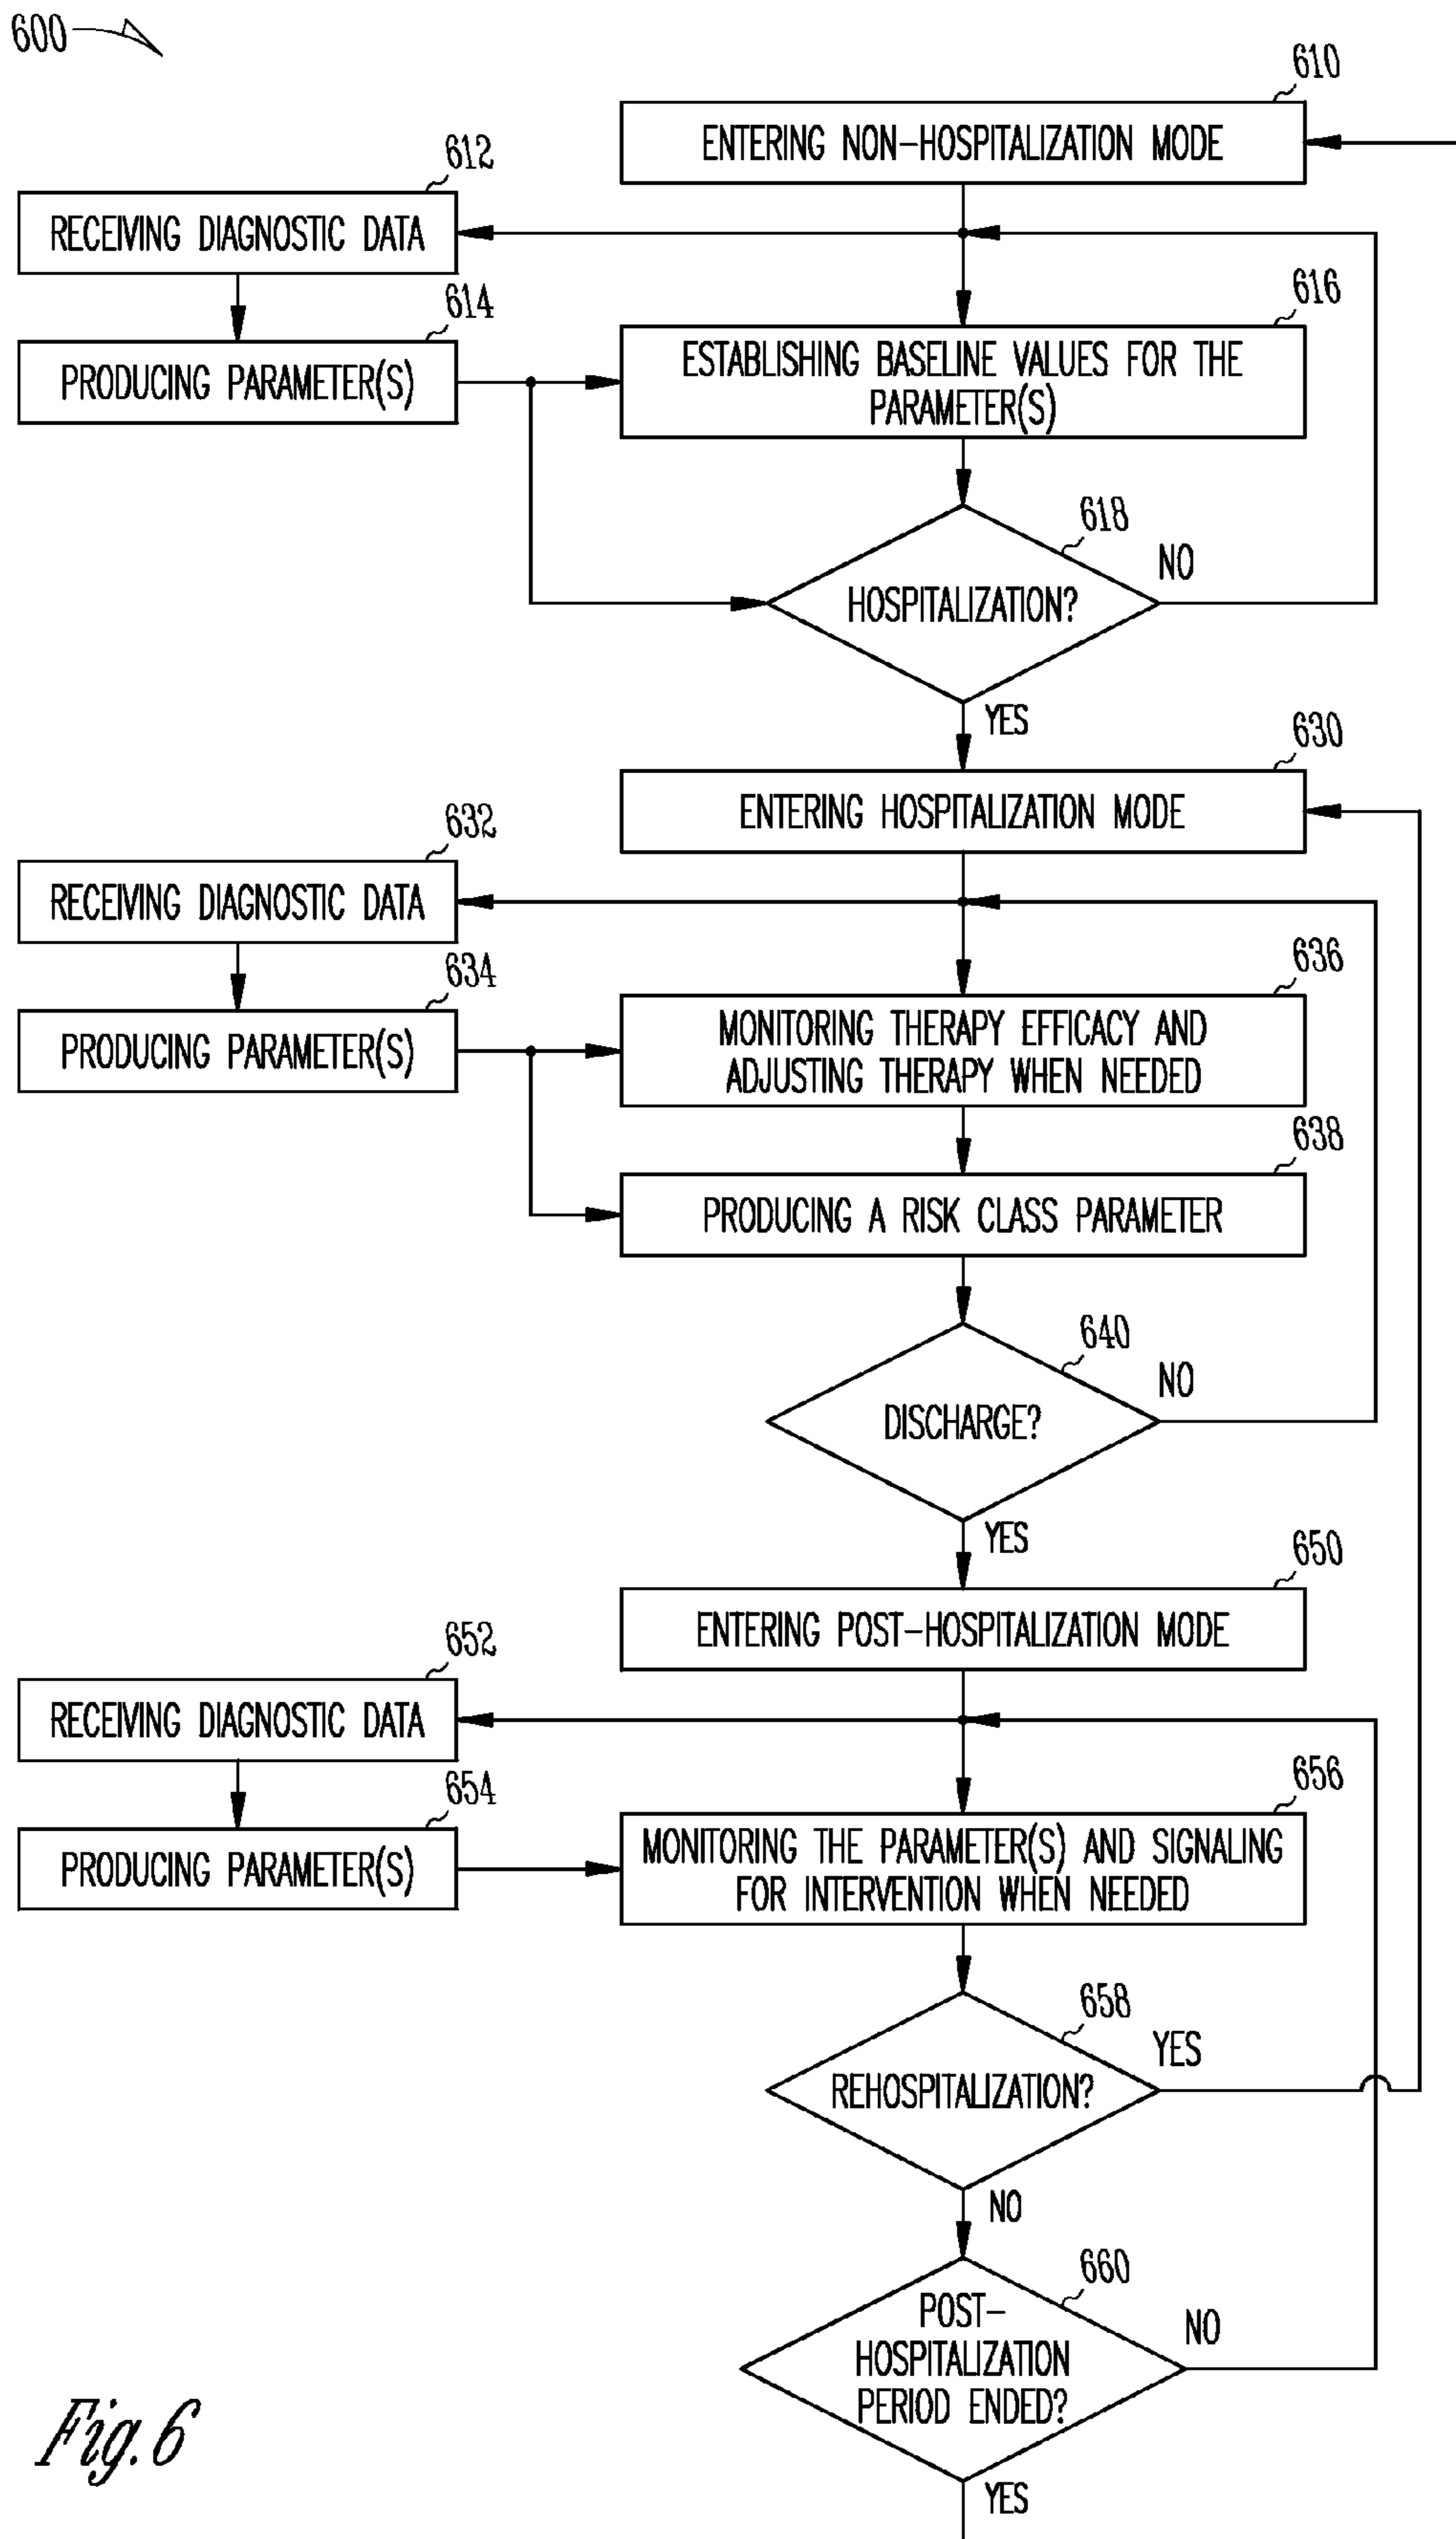 600
610
ENTERING NON-HOSPITALIZATION MODE
612
RECEIVING DIAGNOSTIC DATA
614
PRODUCING PARAMETER(S)
616
ESTABLISHING BASELINE VALUES FOR THE
PARAMETER(S)
618
HOSPITALIZATION?
NO
YES
630
ENTERING HOSPITALIZATION MODE
632
RECEIVING DIAGNOSTIC DATA
634
PRODUCING PARAMETER(S)
636
MONITORING THERAPY EFFICACY AND
ADJUSTING THERAPY WHEN NEEDED
638
PRODUCING A RISK CLASS PARAMETER
640
DISCHARGE?
NO
YES
650
ENTERING POST-HOSPITALIZATION MODE
652
RECEIVING DIAGNOSTIC DATA
654
PRODUCING PARAMETER(S)
656
MONITORING THE PARAMETER(S) AND SIGNALING
FOR INTERVENTION WHEN NEEDED
658
REHOSPITALIZATION?
YES
NO
660
POST-
HOSPITALIZATION
PERIOD ENDED?
NO
YES
Fig.6